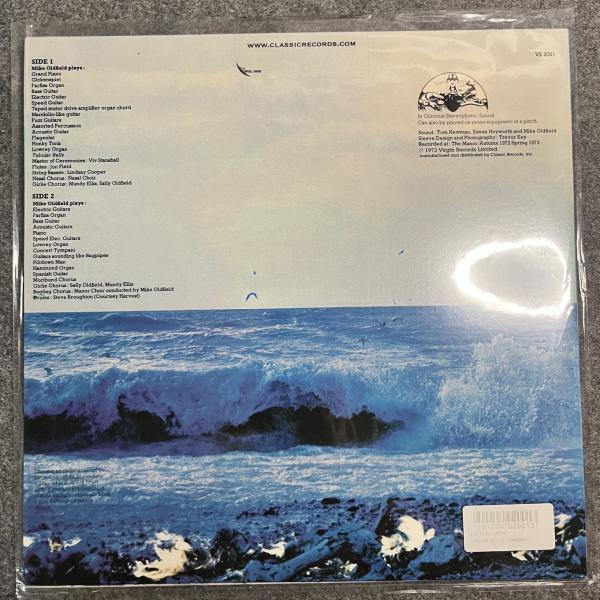 WWW.CLASSICRECORDS.COM
PEEL HERE
VS 2001
SIDE 1
Mike Oldfield plays:
Grand Piano
Glokenspiel
Farfisa Organ
Bass Guitar
Electric Guitar
Speed Guitar
Taped motor drive amplifier organ chord
Mandolin-like guitar
Fuzz Guitars
Assorted Percussion
Acoustic Guitar
Flageolet
Honky Tonk
Lowrey Organ
Tubular Bells
Master of Ceremonies: Viv Stanshall
Flutes: Jon Field
String Basses: Lindsay Cooper
Nasal Chorus: Nasal Choir
Girlie Chorus: Mundy Ellis, Sally Oldfield
SIDE 2
Mike Oldfield plays:
Electric Guitars
Farfisa Organ
Bass Guitar
Acoustic Guitars
Piano
Speed Elec. Guitars
Lowrey Organ
Concert Tympani
Guitars sounding like Bagpipes
Piltdown Man
Hammond Organ
Spanish Guitar
Moribund Chorus
Girlie Chorus: Sally Oldfield, Mundy Ellis
Bootleg Chorus: Manor Choir conducted by Mike Oldfield
Drums: Steve Broughton (Courtesy Harvest)
In Glorious Stereophonic Sound
Can also be played on mono-equipment at a pinch
Sound: Tom Newman, Simon Heyworth and Mike Oldfield
Sleeve Design and Photography: Trevor Key
Recorded at: The Manor: Autumn 1972 Spring 1973
℗ 1973 Virgin Records Limited
manufactured and distributed by Classic Records, Inc.